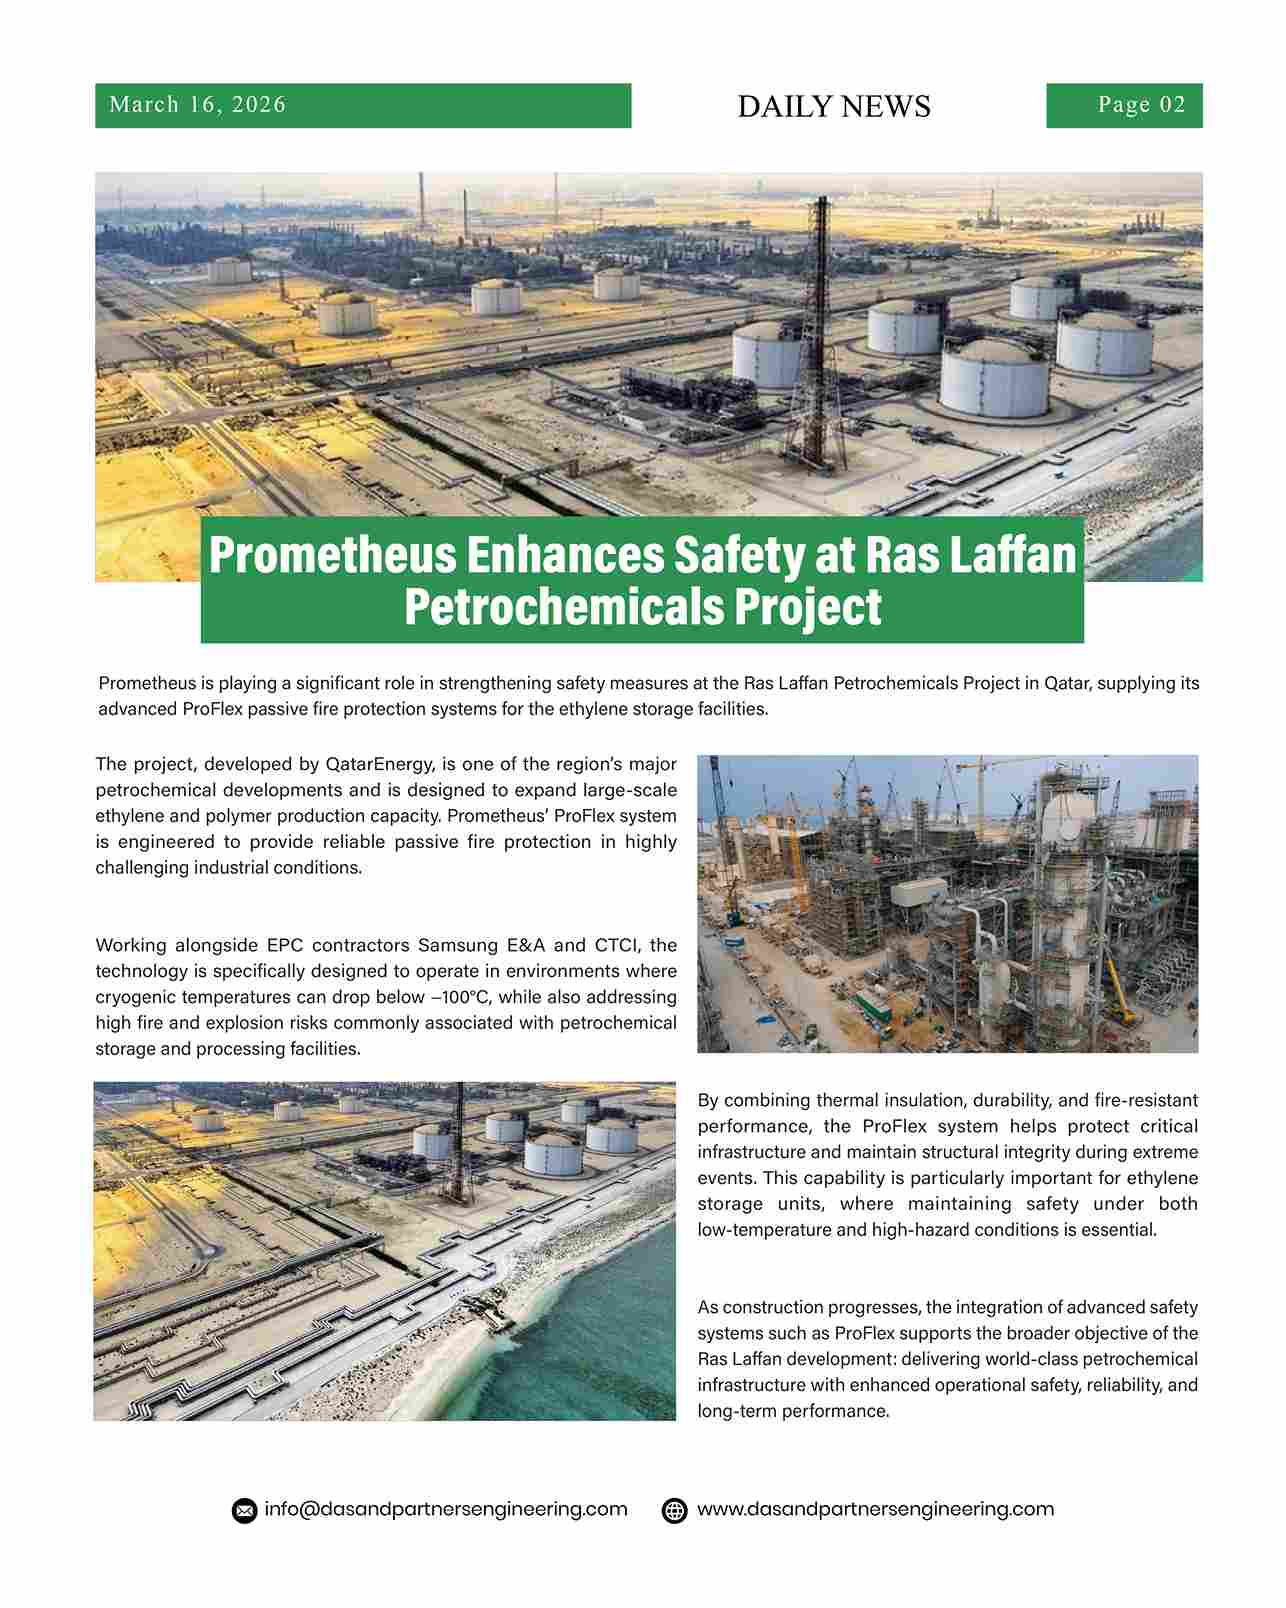 March 16, 2026
DAILY NEWS
Page 02
Prometheus Enhances Safety at Ras Laffan
Petrochemicals Project
Prometheus is playing a significant role in strengthening safety measures at the Ras Laffan Petrochemicals Project in Qatar, supplying its
advanced ProFlex passive fire protection systems for the ethylene storage facilities.
The project, developed by QatarEnergy, is one of the region’s major
petrochemical developments and is designed to expand large-scale
ethylene and polymer production capacity. Prometheus’ ProFlex system
is engineered to provide reliable passive fire protection in highly
challenging industrial conditions.
Working alongside EPC contractors Samsung E&A and CTCI, the
technology is specifically designed to operate in environments where
cryogenic temperatures can drop below –100°C, while also addressing
high fire and explosion risks commonly associated with petrochemical
storage and processing facilities.
By combining thermal insulation, durability, and fire-resistant
performance, the ProFlex system helps protect critical
infrastructure and maintain structural integrity during extreme
events. This capability is particularly important for ethylene
storage units, where maintaining safety under both
low-temperature and high-hazard conditions is essential.
As construction progresses, the integration of advanced safety
systems such as ProFlex supports the broader objective of the
Ras Laffan development: delivering world-class petrochemical
infrastructure with enhanced operational safety, reliability, and
long-term performance.
info@dasandpartnersengineering.com
www.dasandpartnersengineering.com